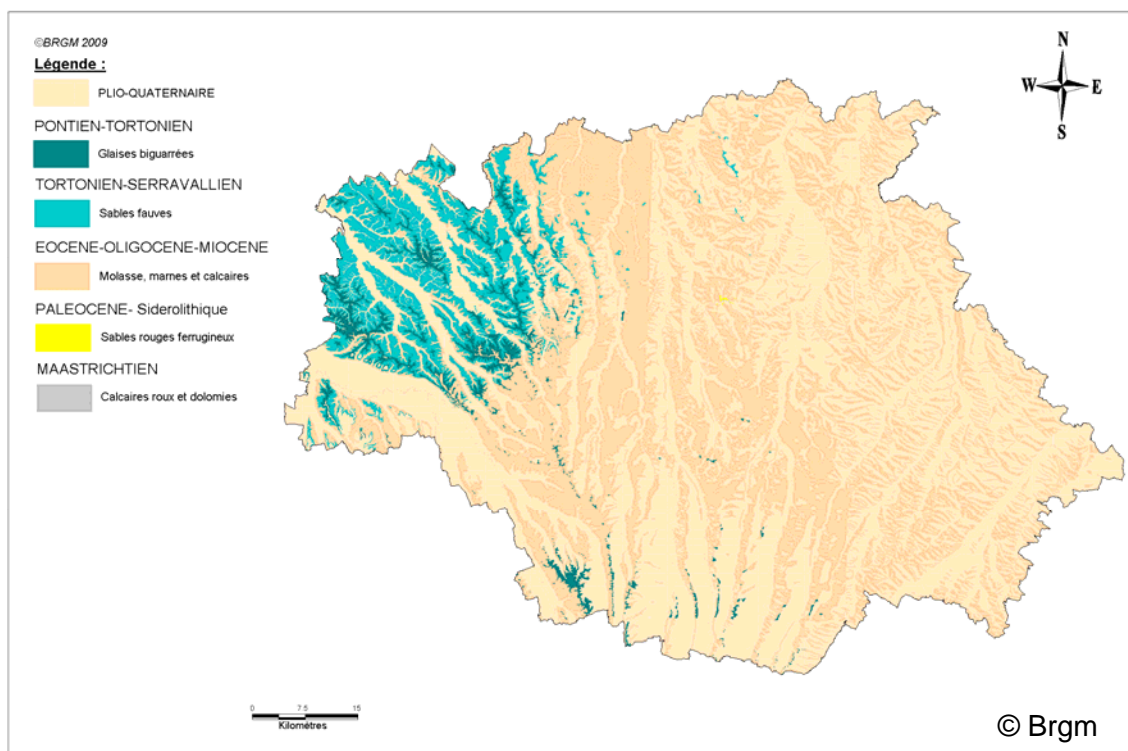 ©BRGM 2009
Légende :
PLIO-QUATERNAIRE
PONTIEN-TORTONIEN
Glaises biguarrées
TORTONIEN-SERRAVALLIEN
Sables fauves
EOCENE-OLIGOCENE-MIOCENE
Molasse, marnes et calcaires
PALEOCENE- Siderolithique
Sables rouges ferrugineux
MAASTRICHTIEN
Calcaires roux et dolomies
N
W E
S
0 7.5 15
Kilométres
© Brgm